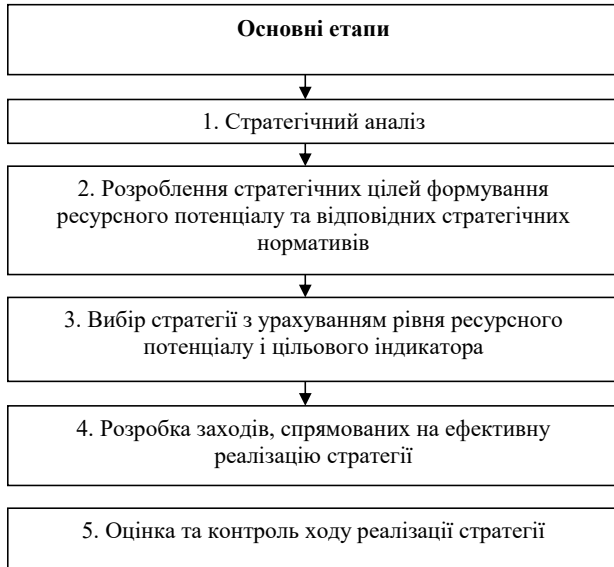 Основні етапи
1. Стратегічний аналіз
2. Розроблення стратегічних цілей формування
ресурсного потенціалу та відповідних стратегічних
нормативів
3. Вибір стратегії з урахуванням рівня ресурсного
потенціалу і цільового індикатора
4. Розробка заходів, спрямованих на ефективну
реалізацію стратегії
5. Оцінка та контроль ходу реалізації стратегії